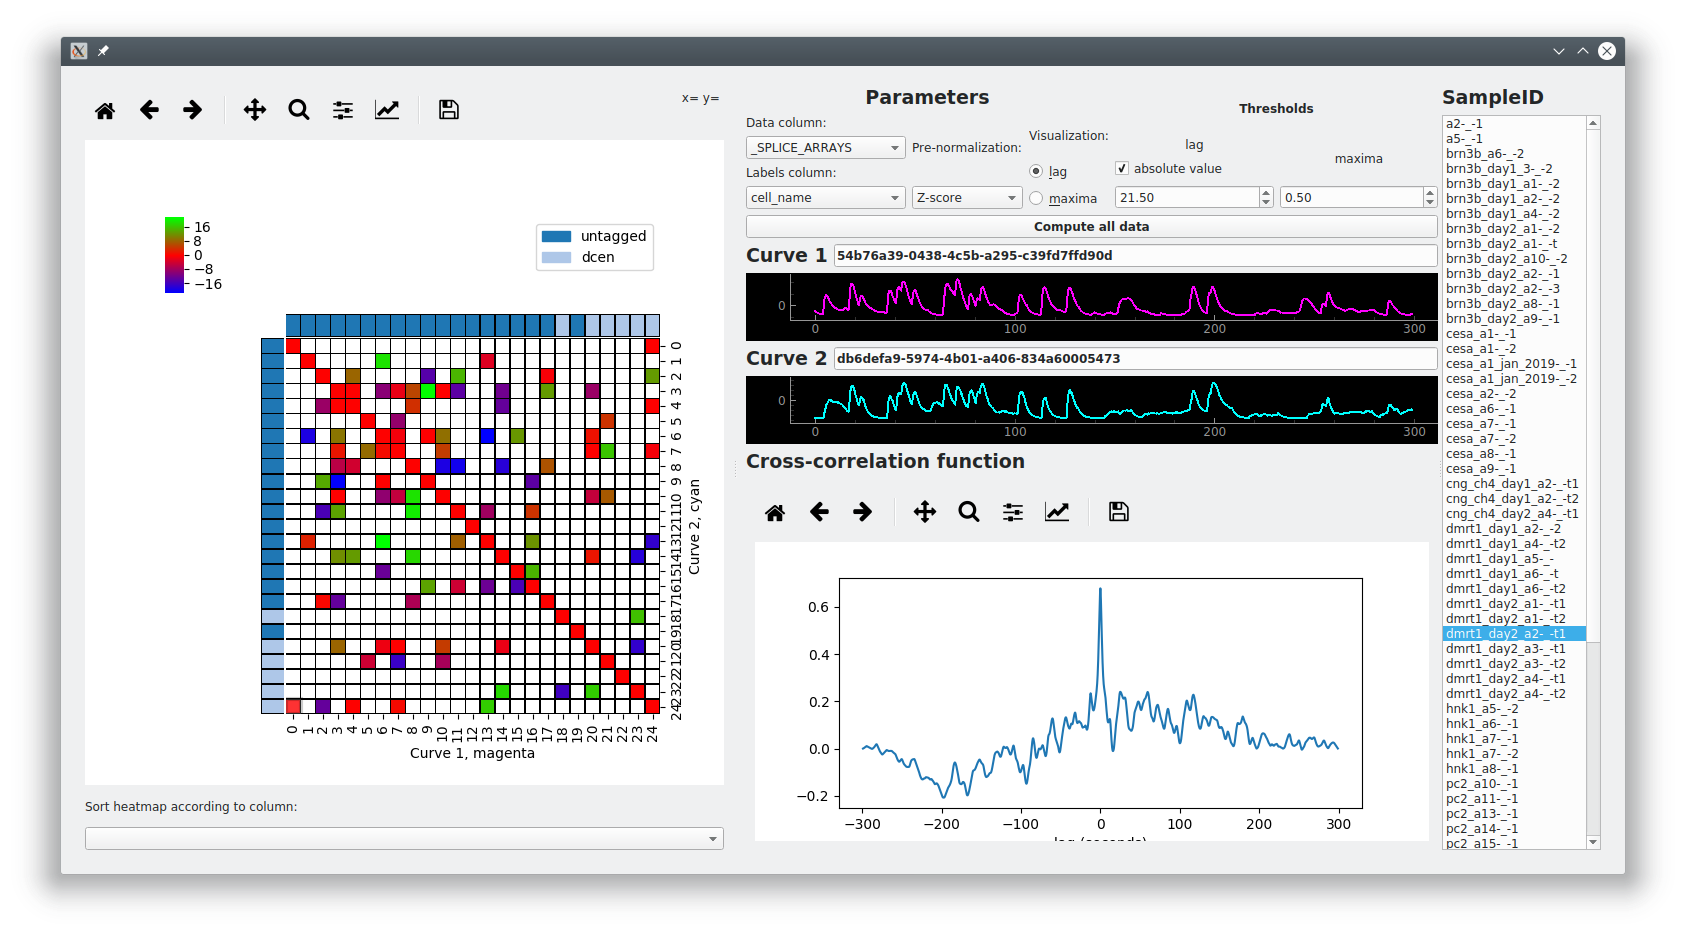 x= y=
16
8
0
−8
−16
untagged
dcen
0
1
2
3
4
5
6
7
8
9
10
11
12
13
14
15
16
17
18
19
20
21
22
23
24
Curve 2, cyan
0
1
2
3
4
5
6
7
8
9
10
11
12
13
14
15
16
17
18
19
20
21
22
23
24
Curve 1, magenta
Sort heatmap according to column:
Parameters
Data column:
_SPLICE_ARRAYS
Labels column:
cell_name
Pre-normalization:
Z-score
Visualization:
lag
maxima
Thresholds
lag
absolute value
21.50
maxima
0.50
Compute all data
Curve 1
54b76a39-0438-4c5b-a295-c39fd7ffd90d
0
0
100
200
300
Curve 2
db6defa9-5974-4b01-a406-834a60005473
0
0
100
200
300
Cross-correlation function
0.6
0.4
0.2
0.0
−0.2
−300
−200
−100
0
100
200
300
lag (seconds)
SampleID
a2-_-1
a5-_-1
brn3b_a6-_-2
brn3b_day1_3-_-2
brn3b_day1_a1-_-2
brn3b_day1_a2-_-2
brn3b_day1_a4-_-2
brn3b_day2_a1-_-2
brn3b_day2_a1-_-t
brn3b_day2_a10-_-2
brn3b_day2_a2-_-1
brn3b_day2_a2-_-3
brn3b_day2_a8-_-1
brn3b_day2_a9-_-1
cesa_a1-_-1
cesa_a1-_-2
cesa_a1_jan_2019-_-1
cesa_a1_jan_2019-_-2
cesa_a2-_-2
cesa_a6-_-1
cesa_a7-_-1
cesa_a7-_-2
cesa_a8-_-1
cesa_a9-_-1
cng_ch4_day1_a2-_-t1
cng_ch4_day1_a2-_-t2
cng_ch4_day2_a4-_-t1
dmrt1_day1_a2-_-2
dmrt1_day1_a4-_-t2
dmrt1_day1_a5-_-
dmrt1_day1_a6-_-t
dmrt1_day1_a6-_-t2
dmrt1_day2_a1-_-t1
dmrt1_day2_a1-_-t2
dmrt1_day2_a2-_-t1
dmrt1_day2_a3-_-t1
dmrt1_day2_a3-_-t2
dmrt1_day2_a4-_-t1
dmrt1_day2_a4-_-t2
hnk1_a5-_-2
hnk1_a6-_-1
hnk1_a7-_-1
hnk1_a7-_-2
hnk1_a8-_-1
pc2_a10-_-1
pc2_a11-_-1
pc2_a13-_-1
pc2_a14-_-1
pc2_a15-_-1